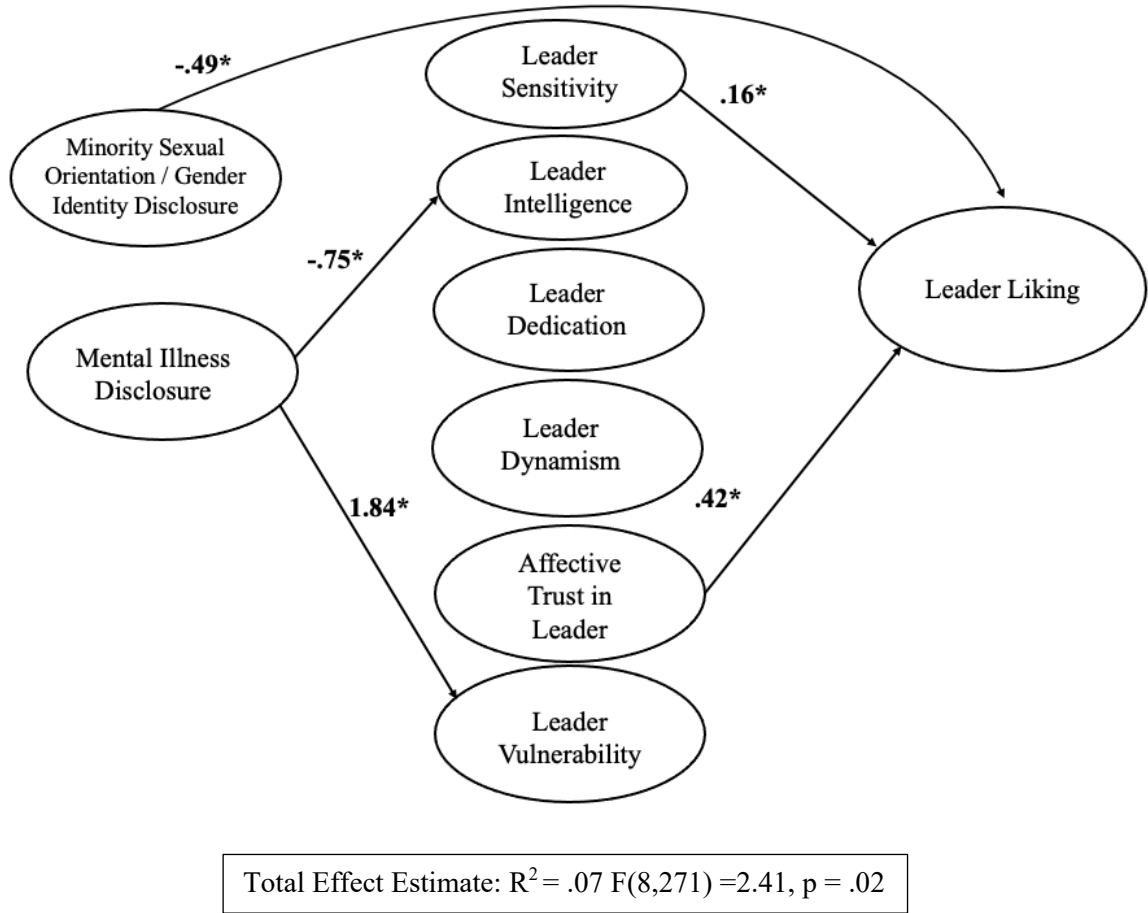 -.49*
Leader
Sensitivity
.16*
Minority Sexual
Orientation / Gender
Identity Disclosure
Leader
Intelligence
-.75*
Leader
Dedication
Leader Liking
Mental Illness
Disclosure
Leader
Dynamism
1.84*
.42*
Affective
Trust in
Leader
Leader
Vulnerability
Total Effect Estimate: R² = .07 F(8,271) =2.41, p = .02